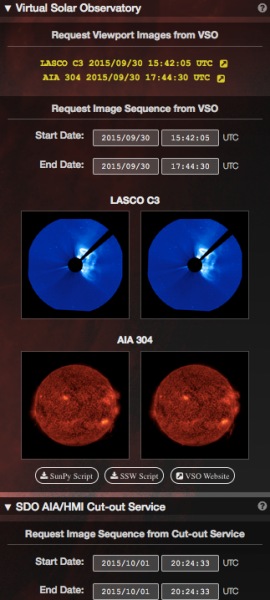 ▼ Virtual Solar Observatory ?
Request Viewport Images from VSO
LASCO C3 2015/09/30 15:42:05 UTC
AIA 304 2015/09/30 17:44:30 UTC
Request Image Sequence from VSO
Start Date: 2015/09/30 15:42:05 UTC
End Date: 2015/09/30 17:44:30 UTC
LASCO C3
AIA 304
SunPy Script SSW Script VSO Website
▼ SDO AIA/HMI Cut-out Service ?
Request Image Sequence from Cut-out Service
Start Date: 2015/10/01 20:24:33 UTC
End Date: 2015/10/01 20:24:33 UTC